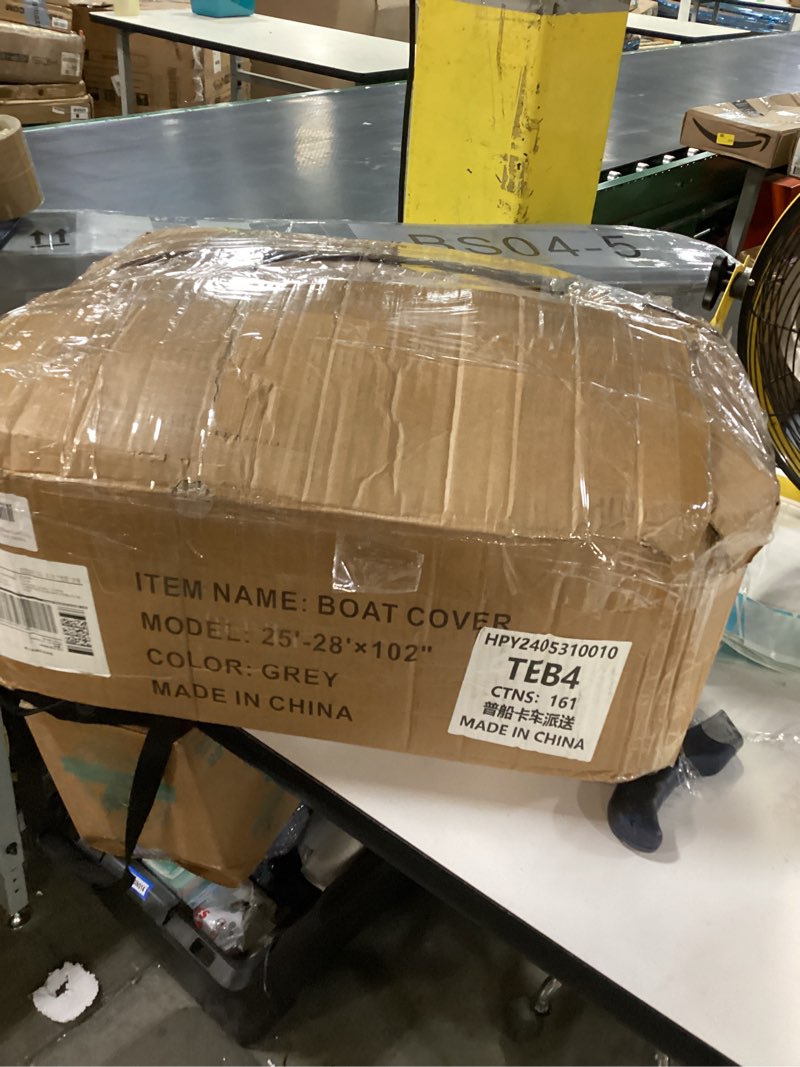 BS04-5
ITEM NAME: BOAT COVER
MODEL: 25'-28'×102"
COLOR: GREY
MADE IN CHINA
HPY2405310010
TEB4
CTNS: 161
普船卡车派送
MADE IN CHINA